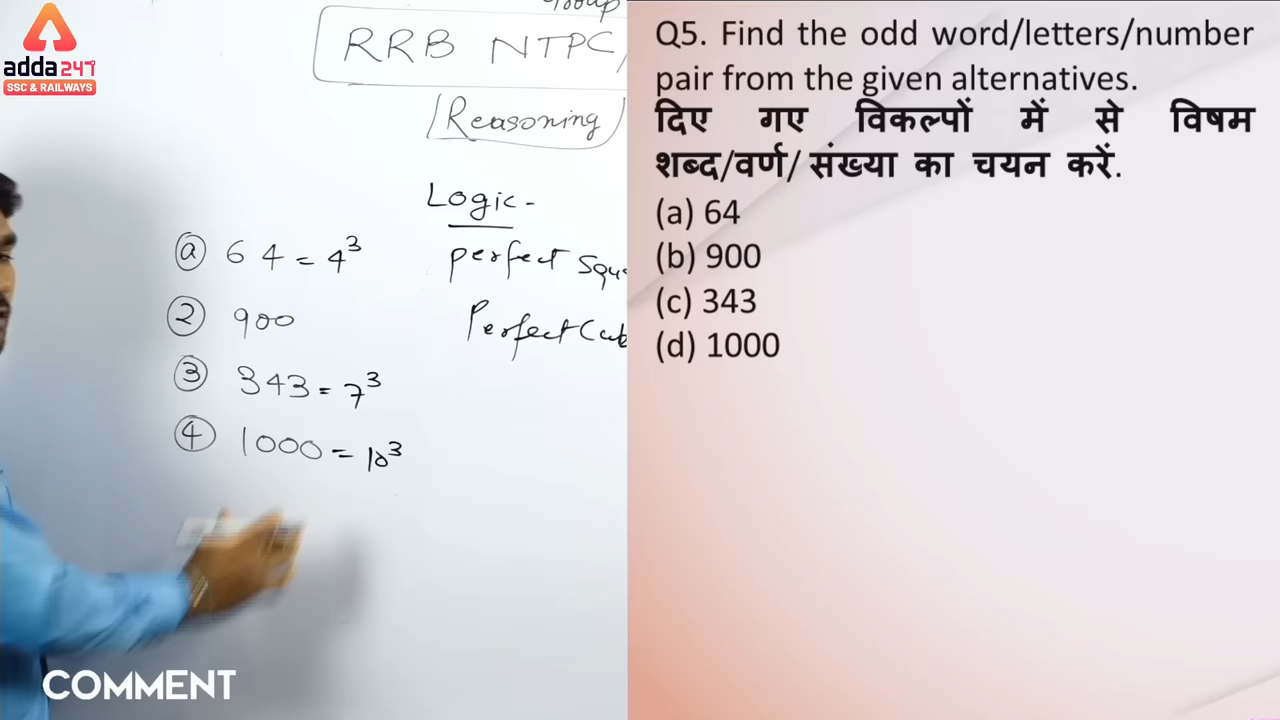 adda247
SSC & RAILWAYS
RRB NTPC/
Reasoning
Logic -
perfect
Perfect
a 64 = 4³
2 900
3 343 = 7³
4 1000 = 10³
COMMENT
Q5. Find the odd word/letters/number
pair from the given alternatives.
दिए गए विकल्पों में से विषम
शब्द/वर्ण/ संख्या का चयन करें.
(a) 64
(b) 900
(c) 343
(d) 1000